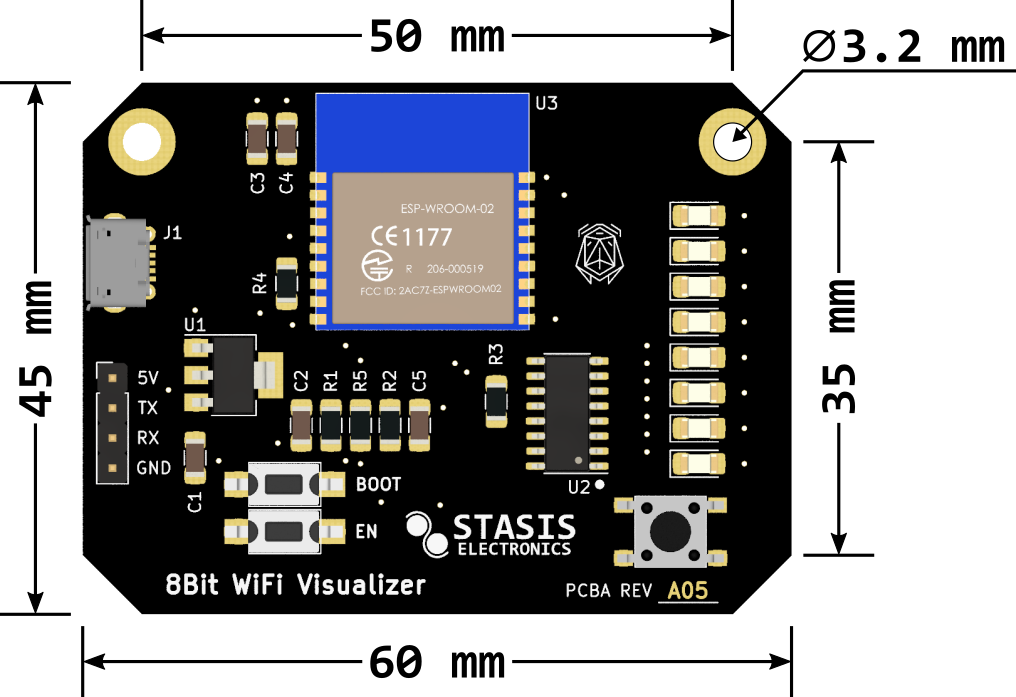 50 mm
Ø3.2 mm
U3
C3
C4
ESP-WROOM-02
CE1177
R 206-000519
FCC ID: 2AC7Z-ESPWROOM02
J1
R4
45 mm
35 mm
U1
5V
TX
RX
GND
C2
R1
R5
R2
C5
R3
C1
U2
BOOT
EN
STASIS
ELECTRONICS
8Bit WiFi Visualizer
PCBA REV A05
60 mm